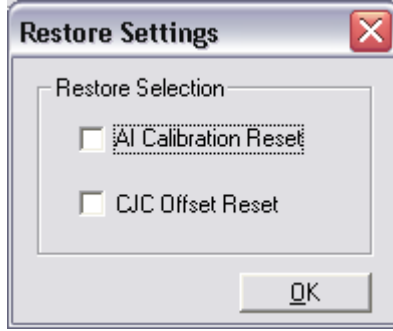 Restore Settings
Restore Selection
AI Calibration Reset
CJC Offset Reset
OK